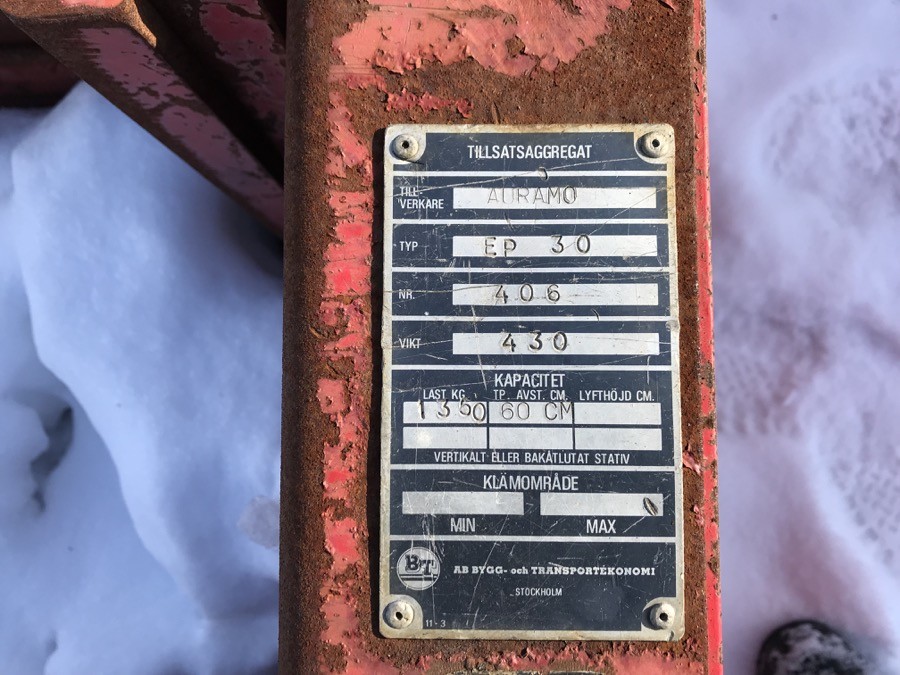 TILLSATSAGGREGAT
TILL-
VERKARE AURAMO
TYP EP 30
NR. 406
VIKT 430
KAPACITET
LAST KG. TP. AVST. CM. LYFTHÖJD CM.
1350 60 CM
VERTIKALT ELLER BAKÅTLUTAT STATIV
KLÄMOMRÅDE
0
MIN MAX
BT AB BYGG- och TRANSPORTEKONOMI
STOCKHOLM
11-3